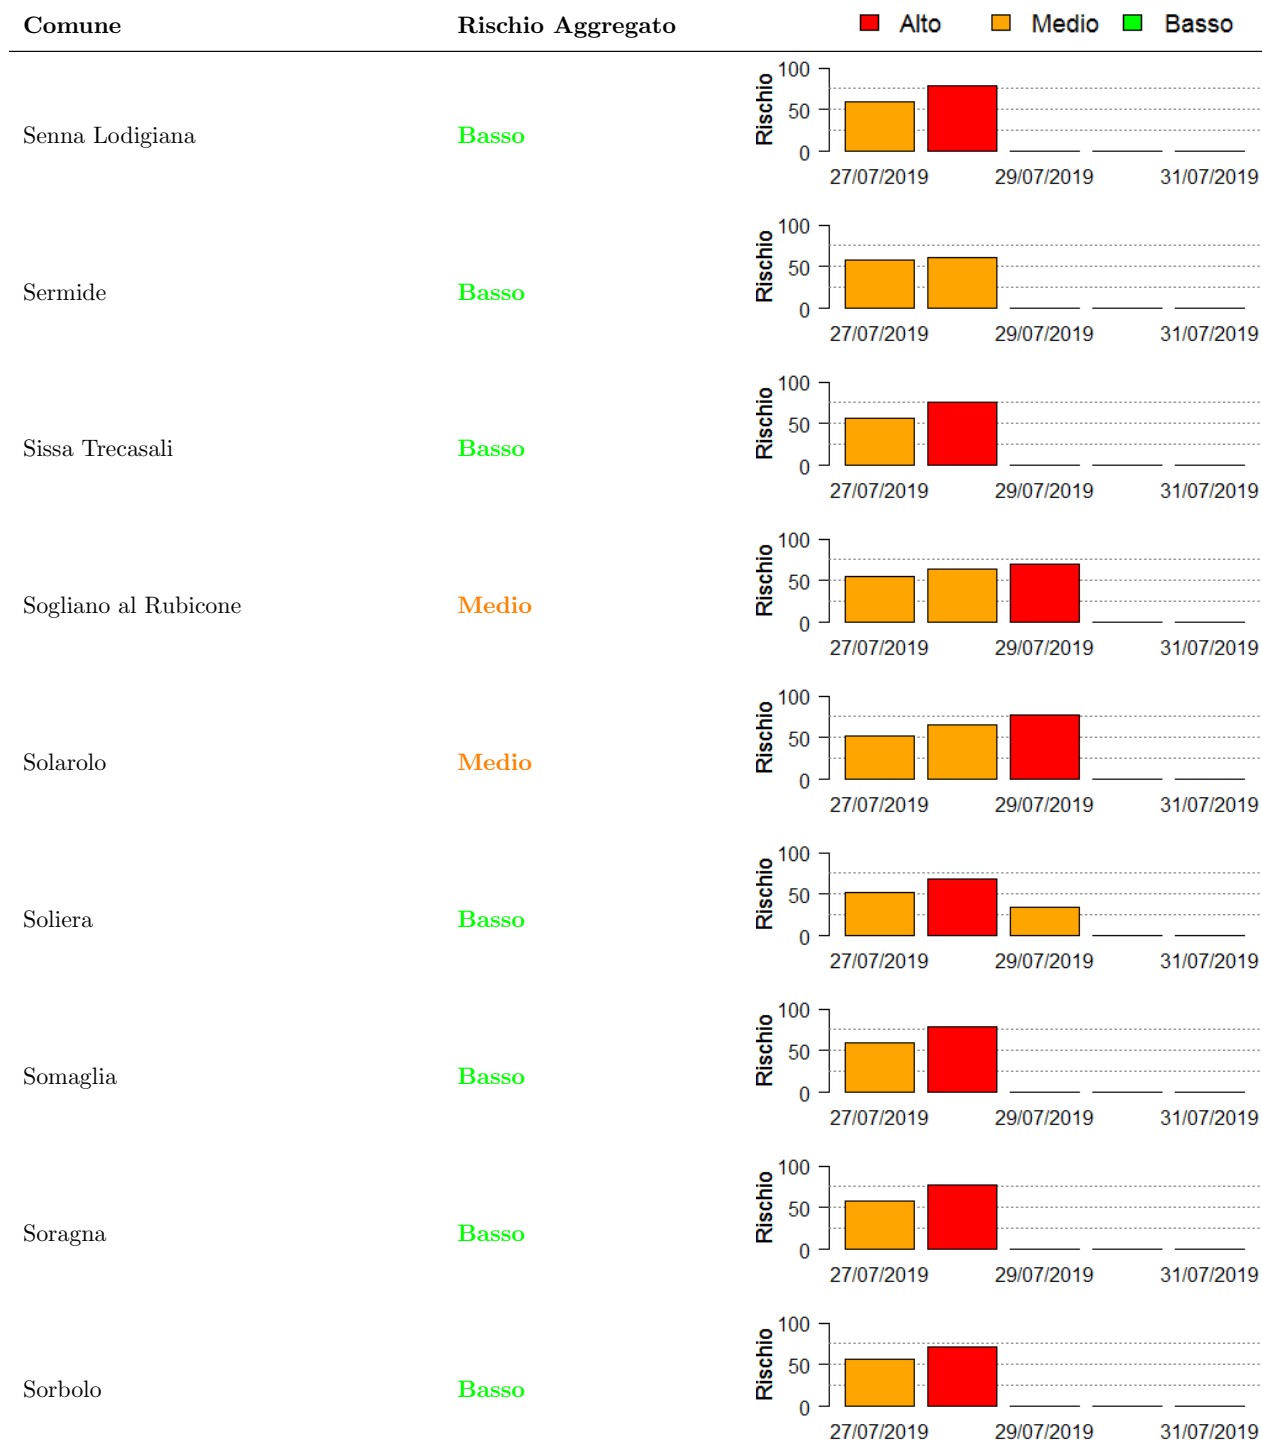 Comune Rischio Aggregato Alto Medio Basso
100
50
0
Rischio
Senna Lodigiana Basso
27/07/2019 29/07/2019 31/07/2019
100
50
0
Rischio
Sermide Basso
27/07/2019 29/07/2019 31/07/2019
100
50
0
Rischio
Sissa Trecasali Basso
27/07/2019 29/07/2019 31/07/2019
100
50
0
Rischio
Sogliano al Rubicone Medio
27/07/2019 29/07/2019 31/07/2019
100
50
0
Rischio
Solarolo Medio
27/07/2019 29/07/2019 31/07/2019
100
50
0
Rischio
Soliera Basso
27/07/2019 29/07/2019 31/07/2019
100
50
0
Rischio
Somaglia Basso
27/07/2019 29/07/2019 31/07/2019
100
50
0
Rischio
Soragna Basso
27/07/2019 29/07/2019 31/07/2019
100
50
0
Rischio
Sorbolo Basso
27/07/2019 29/07/2019 31/07/2019